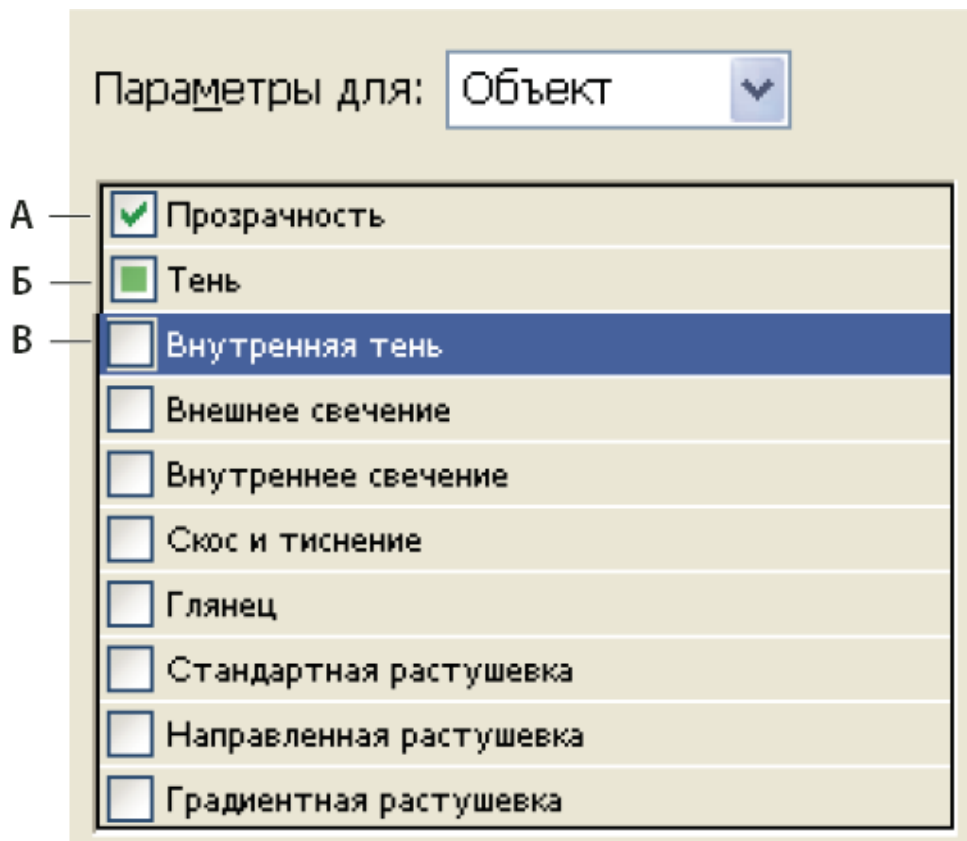 Параметры для: Объект
А Прозрачность
Б Тень
В Внутренняя тень
Внешнее свечение
Внутреннее свечение
Скос и тиснение
Глянец
Стандартная растушевка
Направленная растушевка
Градиентная растушевка